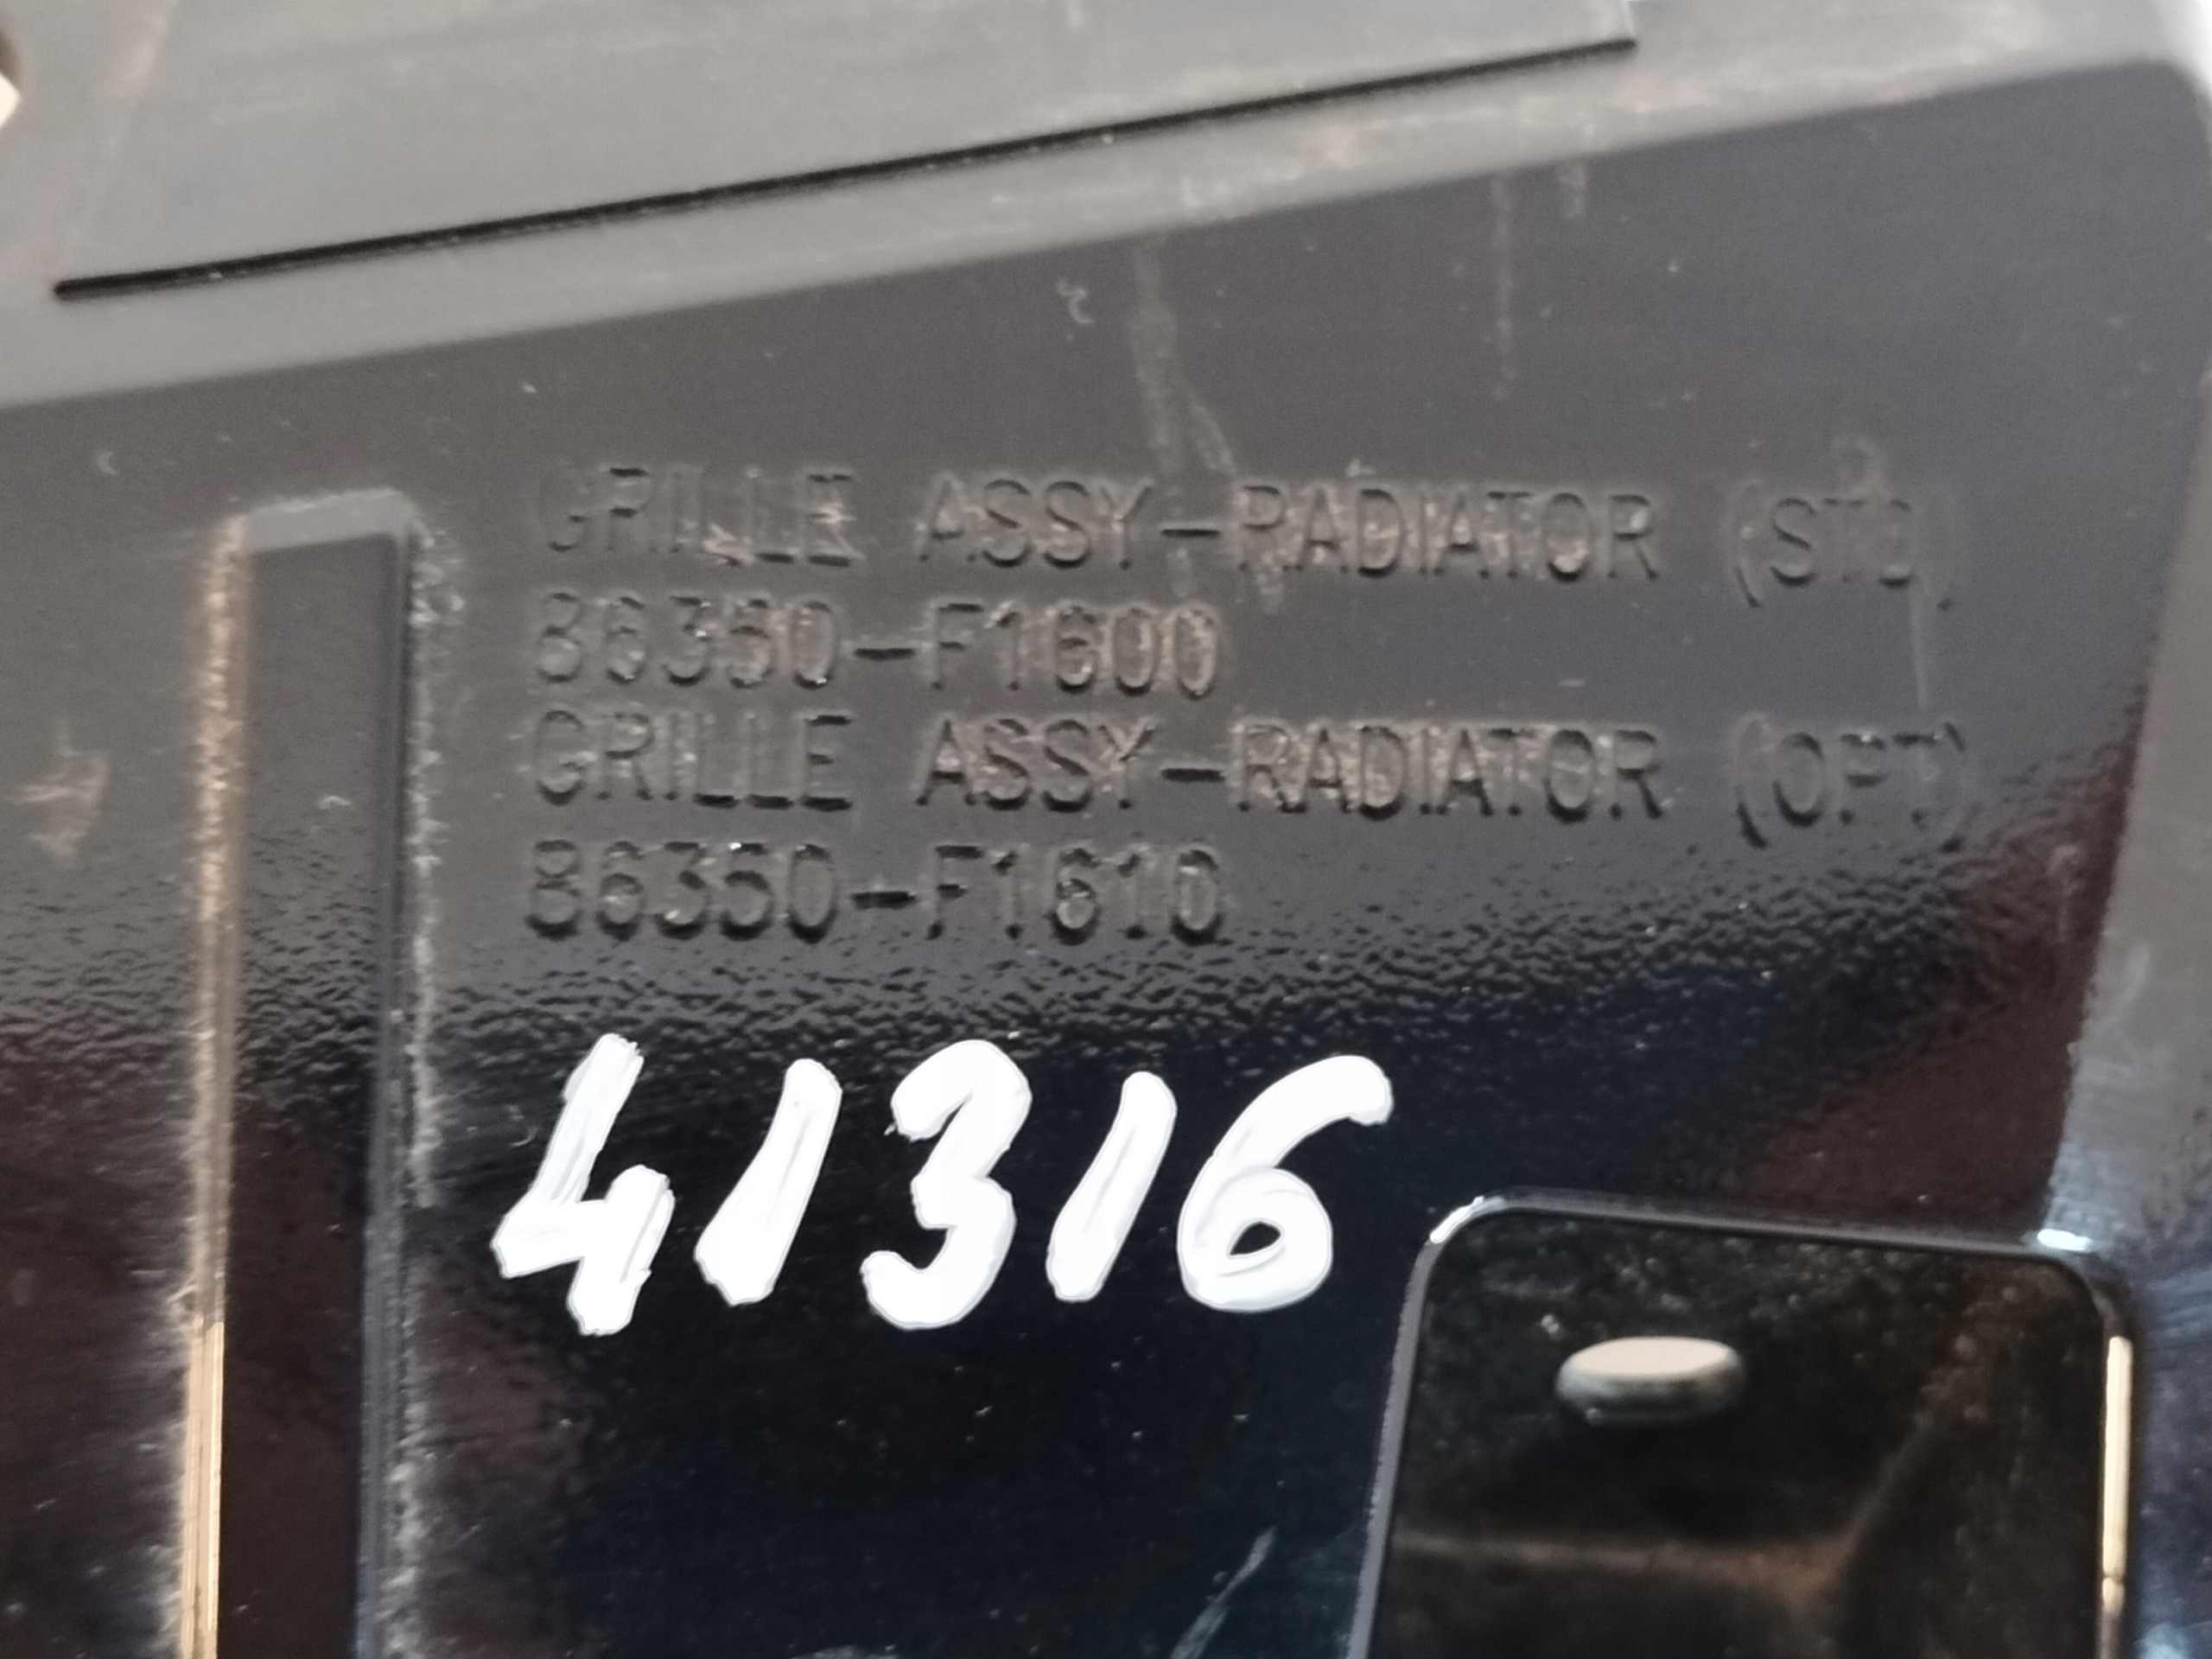 GRILLE ASSY-RADIATOR (STD)
86350-F1600
GRILLE ASSY-RADIATOR (OPT)
86350-F1610
41316